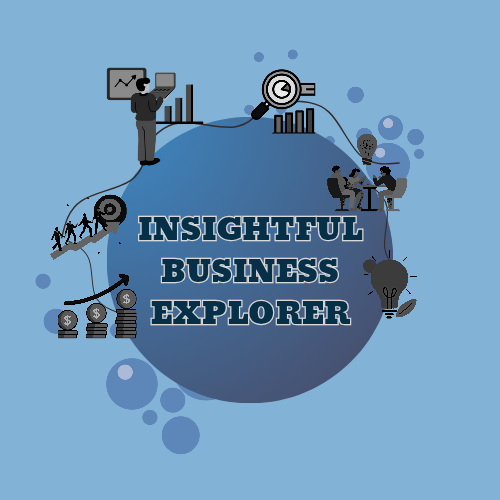 INSIGHTFUL
BUSINESS
EXPLORER
$ $ $